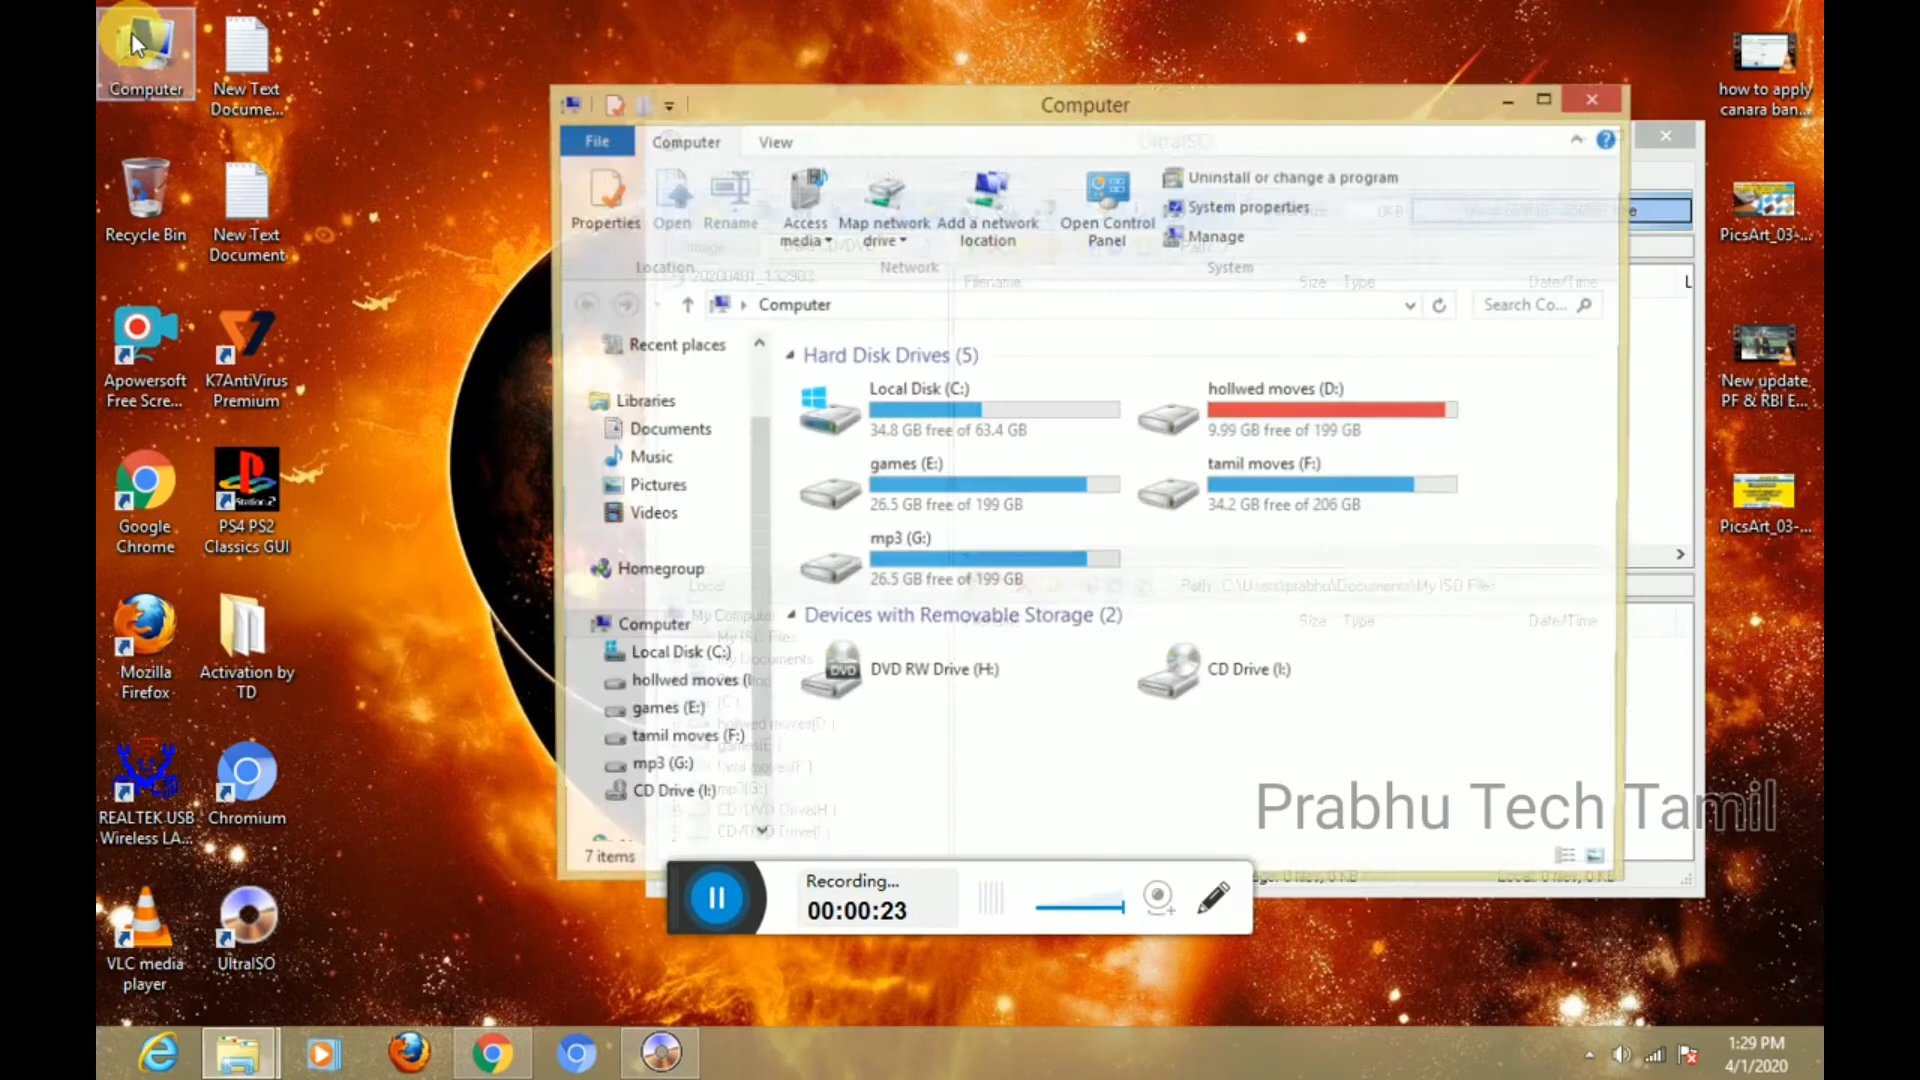 Computer
New Text
Docume...
Recycle Bin
New Text
Document
Apowersoft
Free Scre...
K7AntiVirus
Premium
Google
Chrome
PS4 PS2
Classics GUI
Mozilla
Firefox
Activation by
TD
REALTEK USB
Wireless LA...
Chromium
VLC media
player
UltraISO
how to apply
canara ban...
PicsArt_03-...
New update
PF & RBI E...
PicsArt_03-...
Computer
File
Computer
View
UltraISO
Properties
Open
Rename
Access
media
Map network
drive
Add a network
location
Open Control
Panel
Uninstall or change a program
System properties
Manage
Location
Network
System
20200401_132903
Filename
Size
Type
Date/Time
Computer
Search Co...
Recent places
Libraries
Documents
Music
Pictures
Videos
Homegroup
Computer
Local Disk (C:)
hollwed moves (
games (E:)
tamil moves (F:)
mp3 (G:)
CD Drive (I:)
Hard Disk Drives (5)
Local Disk (C:)
34.8 GB free of 63.4 GB
hollwed moves (D:)
9.99 GB free of 199 GB
games (E:)
26.5 GB free of 199 GB
tamil moves (F:)
34.2 GB free of 206 GB
mp3 (G:)
26.5 GB free of 199 GB
Local
Path: C:\Users\prabhu\Documents\My ISO Files
Devices with Removable Storage (2)
Size
Type
Date/Time
DVD RW Drive (H:)
CD Drive (I:)
7 items
Prabhu Tech Tamil
Recording...
00:00:23
1:29 PM
4/1/2020